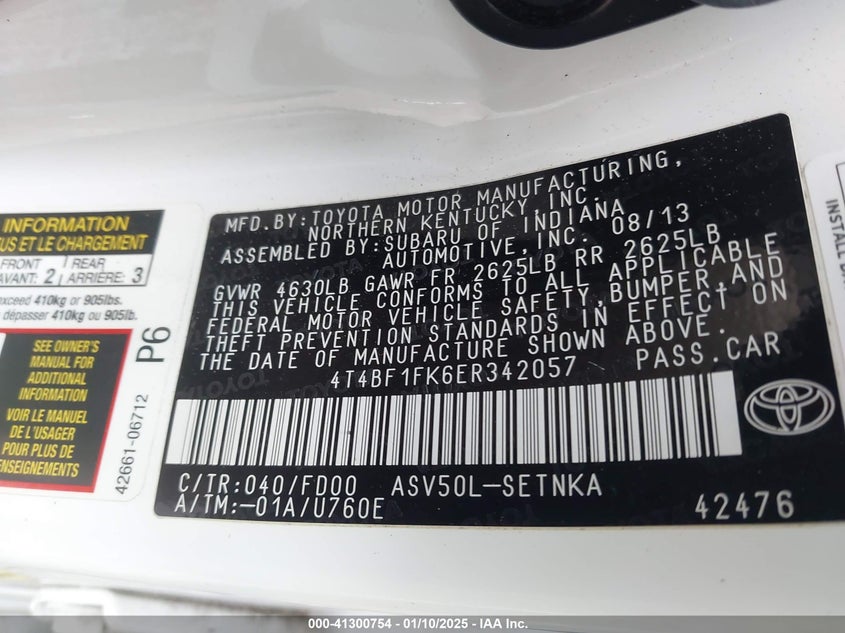 INFORMATION
US ET LE CHARGEMENT
FRONT
AVANT: 2
REAR
ARRIÈRE: 3
exceed 410kg or 905lbs.
dépasser 410kg ou 905lb.
SEE OWNER'S
MANUAL FOR
ADDITIONAL
INFORMATION
VOIR LE MANUEL
DE L'USAGER
POUR PLUS DE
ENSEIGNEMENTS
P6
42661-06712
MFD.BY:TOYOTA MOTOR MANUFACTURING,
NORTHERN KENTUCKY, INC.
ASSEMBLED BY:SUBARU OF INDIANA
AUTOMOTIVE, INC. 08/13
GVWR 4630LB GAWR FR 2625LB RR 2625LB
THIS VEHICLE CONFORMS TO ALL APPLICABLE
FEDERAL MOTOR VEHICLE SAFETY,BUMPER,AND
THEFT PREVENTION STANDARDS IN EFFECT ON
THE DATE OF MANUFACTURE SHOWN ABOVE.
4T4BF1FK6ER342057 PASS.CAR
C/TR:040/FD00 ASV50L-SETNKA
A/TM:-01A/U760E 42476
INSTALL
000-41300754 - 01/10/2025 - IAA Inc.